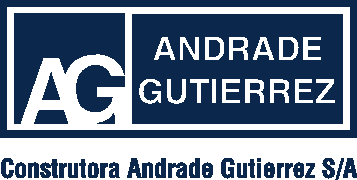 AG
ANDRADE
GUTIERREZ
Construtora Andrade Gutierrez S/A